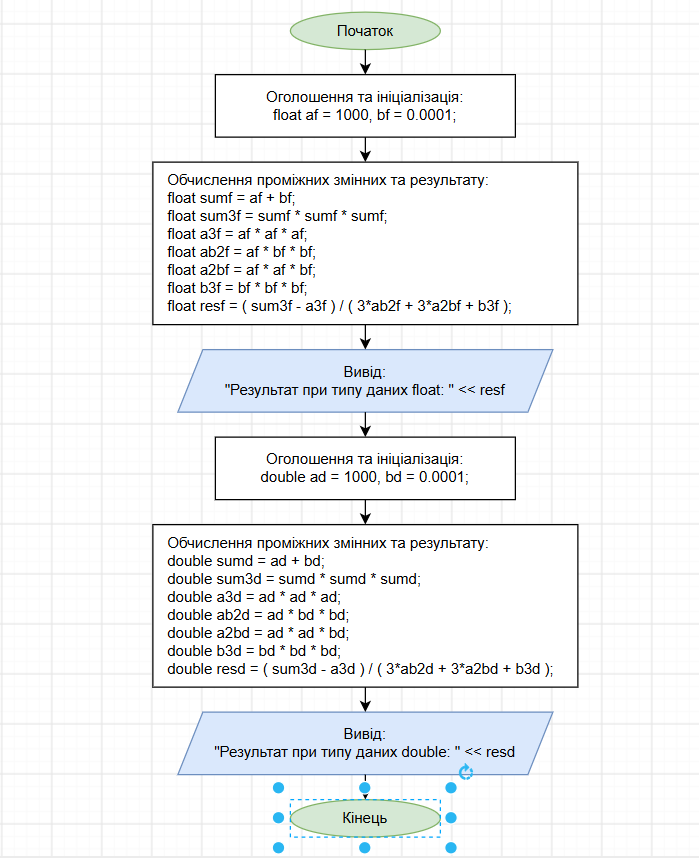 Початок
Оголошення та ініціалізація:
float af = 1000, bf = 0.0001;
Обчислення проміжних змінних та результату:
float sumf = af + bf;
float sum3f = sumf * sumf * sumf;
float a3f = af * af * af;
float ab2f = af * bf * bf;
float a2bf = af * af * bf;
float b3f = bf * bf * bf;
float resf = ( sum3f - a3f ) / ( 3*ab2f + 3*a2bf + b3f );
Вивід:
"Результат при типу даних float: " << resf
Оголошення та ініціалізація:
double ad = 1000, bd = 0.0001;
Обчислення проміжних змінних та результату:
double sumd = ad + bd;
double sum3d = sumd * sumd * sumd;
double a3d = ad * ad * ad;
double ab2d = ad * bd * bd;
double a2bd = ad * ad * bd;
double b3d = bd * bd * bd;
double resd = ( sum3d - a3d ) / ( 3*ab2d + 3*a2bd + b3d );
Вивід:
"Результат при типу даних double: " << resd
Кінець